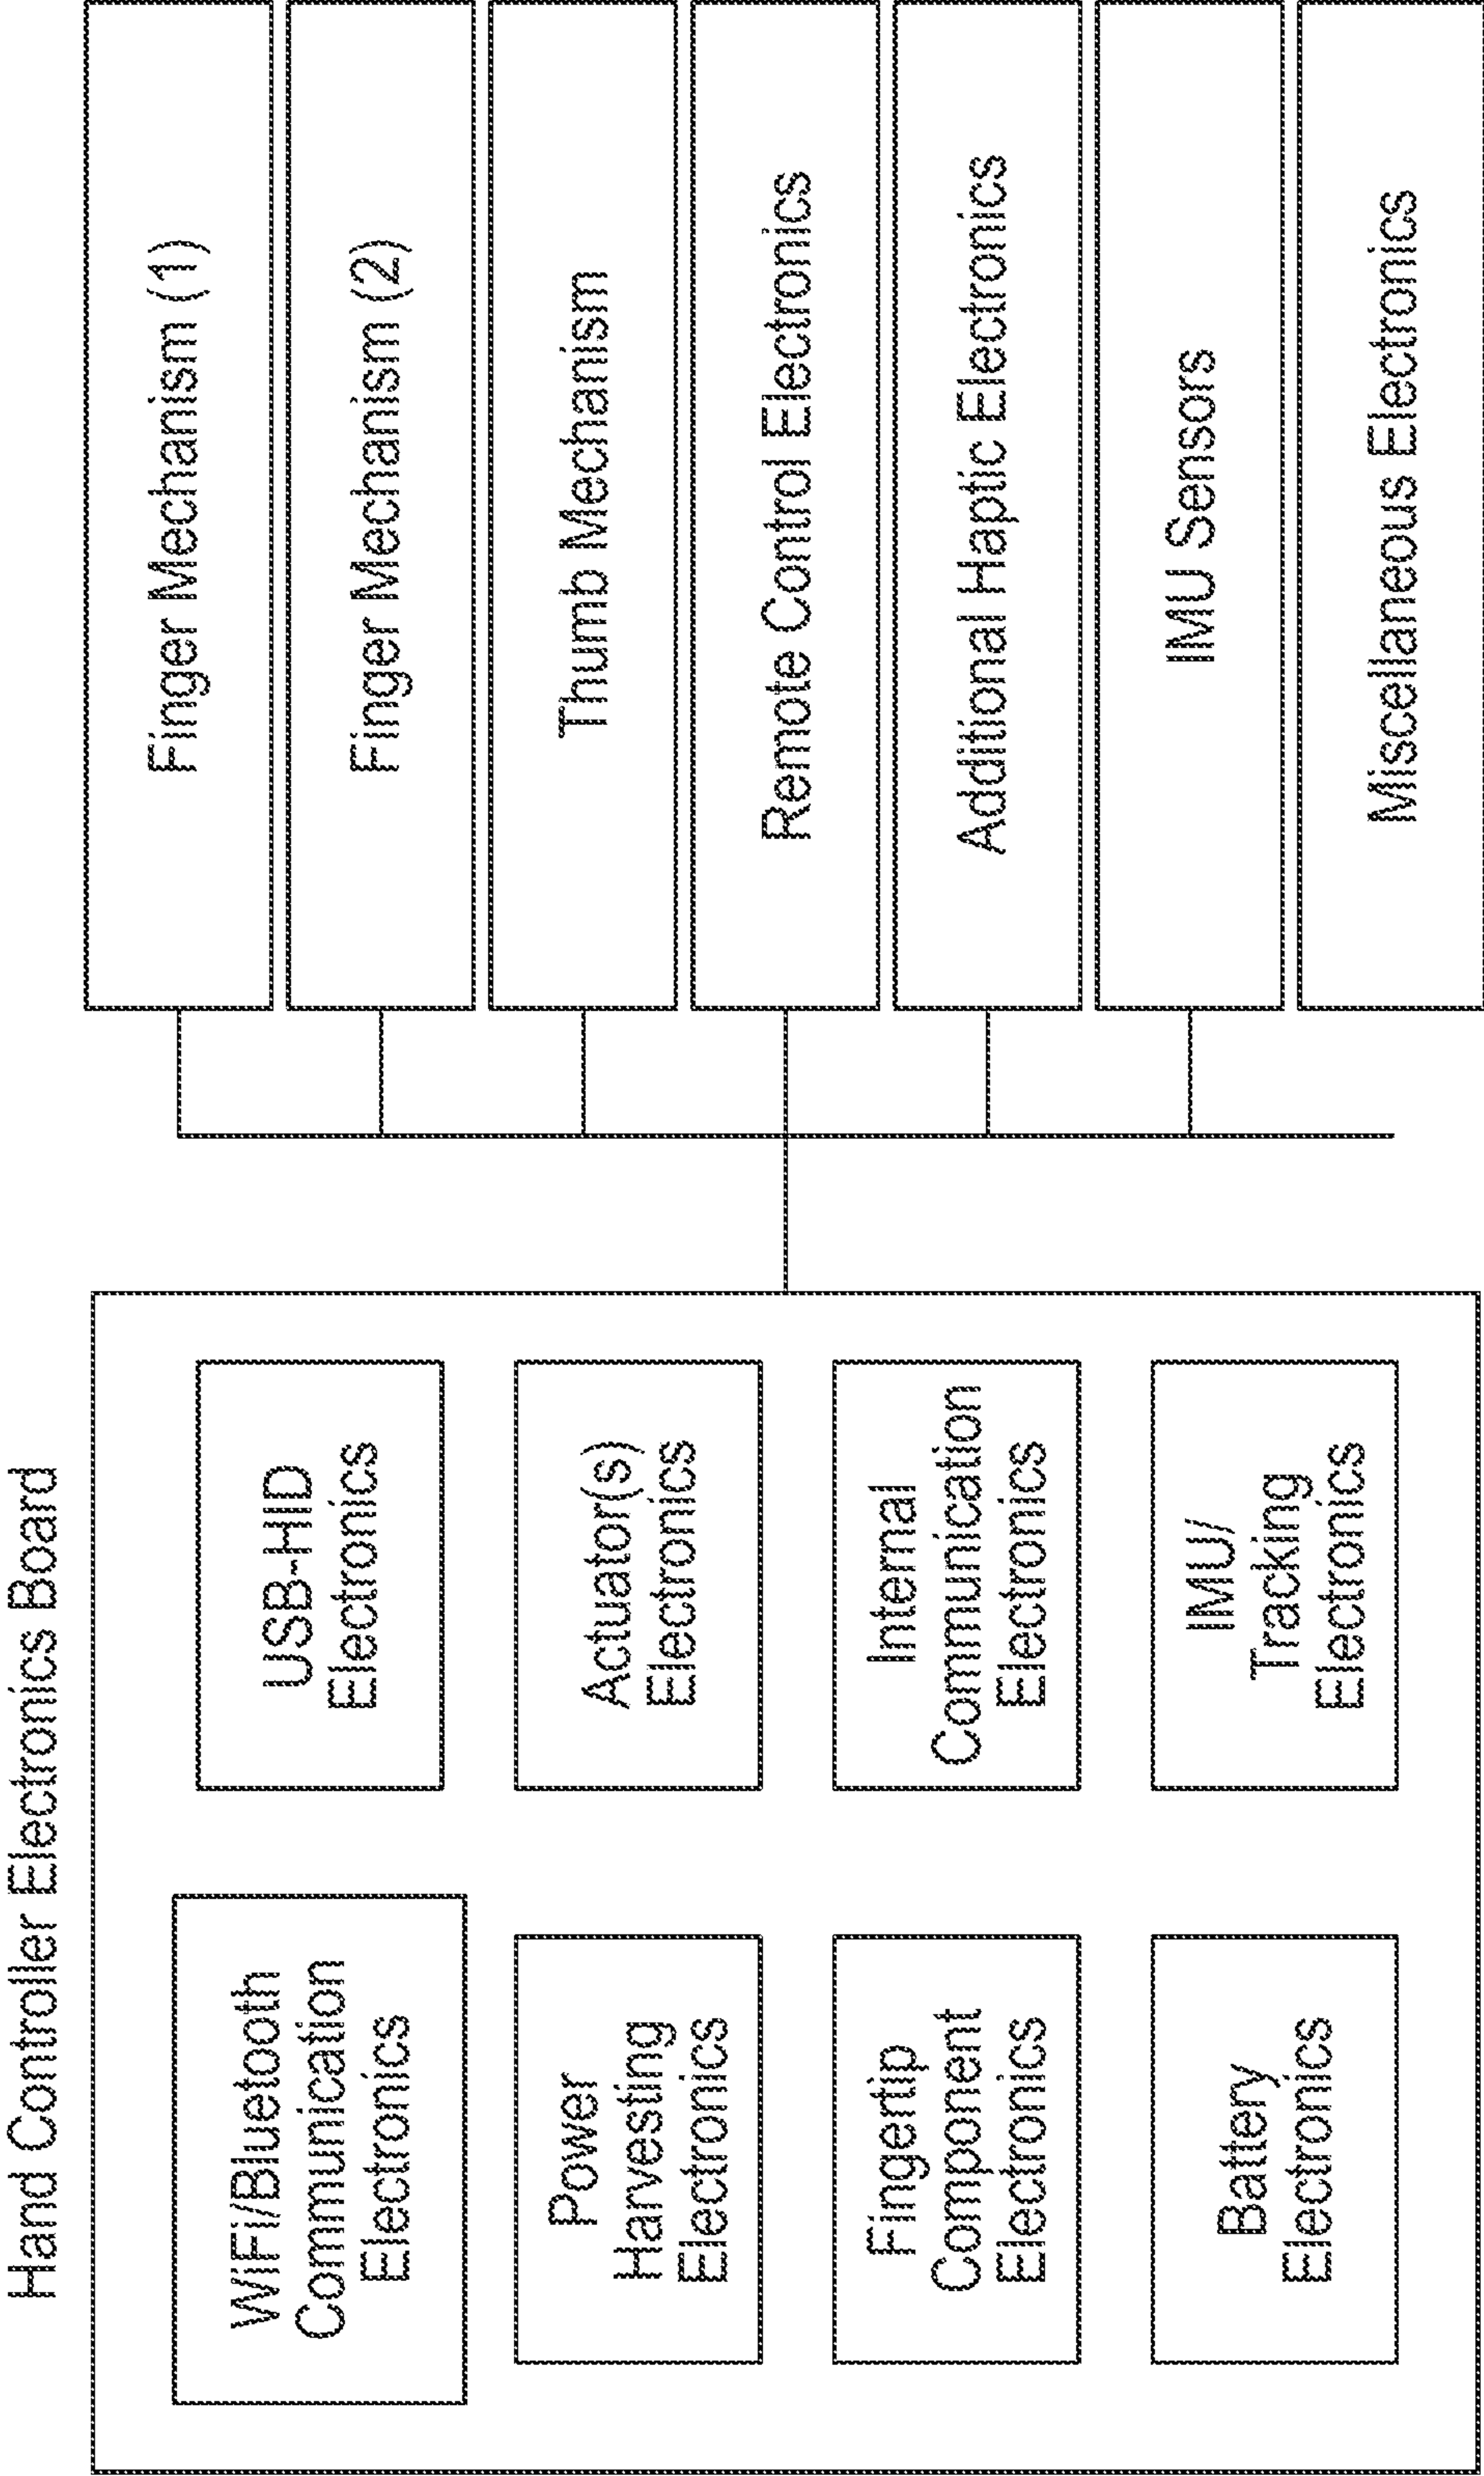 Hand Controller Electronics Board
WiFi/Bluetooth
Communication
Electronics
USB-HID
Electronics
Power
Harvesting
Electronics
Actuator(s)
Electronics
Fingertip
Component
Electronics
Internal
Communication
Electronics
Battery
Electronics
IMU/
Tracking
Electronics
Finger Mechanism (1)
Finger Mechanism (2)
Thumb Mechanism
Remote Control Electronics
Additional Haptic Electronics
IMU Sensors
Miscellaneous Electronics